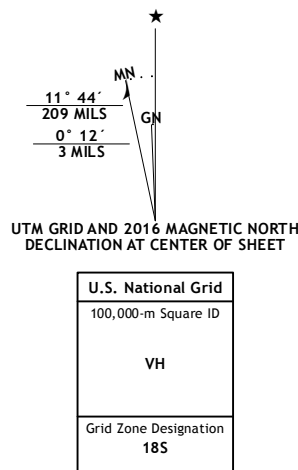 ★
MN
GN
11° 44´
209 MILS
0° 12´
3 MILS
UTM GRID AND 2016 MAGNETIC NORTH
DECLINATION AT CENTER OF SHEET
U.S. National Grid
100,000-m Square ID
VH
Grid Zone Designation
18S